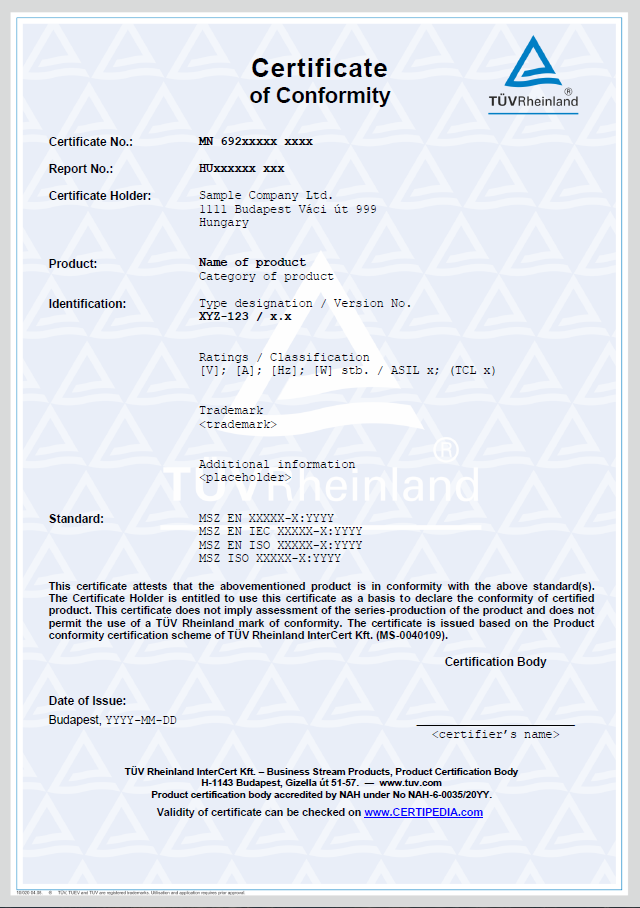 Certificate
of Conformity
TÜVRheinland®
Certificate No.: MN 692xxxxx xxxx
Report No.: HUxxxxxx xxx
Certificate Holder: Sample Company Ltd.
1111 Budapest Váci út 999
Hungary
Product: Name of product
Category of product
Identification: Type designation / Version No.
XYZ-123 / x.x
Ratings / Classification
[V]; [A]; [Hz]; [W] stb. / ASIL x; (TCL x)
Trademark
<trademark>
Additional information
<placeholder>
TÜVRheinland®
Standard: MSZ EN XXXXX-X:YYYY
MSZ EN IEC XXXXX-X:YYYY
MSZ EN ISO XXXXX-X:YYYY
MSZ ISO XXXXX-X:YYYY
This certificate attests that the abovementioned product is in conformity with the above standard(s).
The Certificate Holder is entitled to use this certificate as a basis to declare the conformity of certified
product. This certificate does not imply assessment of the series-production of the product and does not
permit the use of a TÜV Rheinland mark of conformity. The certificate is issued based on the Product
conformity certification scheme of TÜV Rheinland InterCert Kft. (MS-0040109).
Certification Body
Date of Issue:
Budapest, YYYY-MM-DD
<certifier's name>
TÜV Rheinland InterCert Kft. – Business Stream Products, Product Certification Body
H-1143 Budapest, Gizella út 51-57. — www.tuv.com
Product certification body accredited by NAH under No NAH-6-0035/20YY.
Validity of certificate can be checked on www.CERTIPEDIA.com
TÜV, TUEV and TUV are registered trademarks. Utilisation and application requires prior approval.